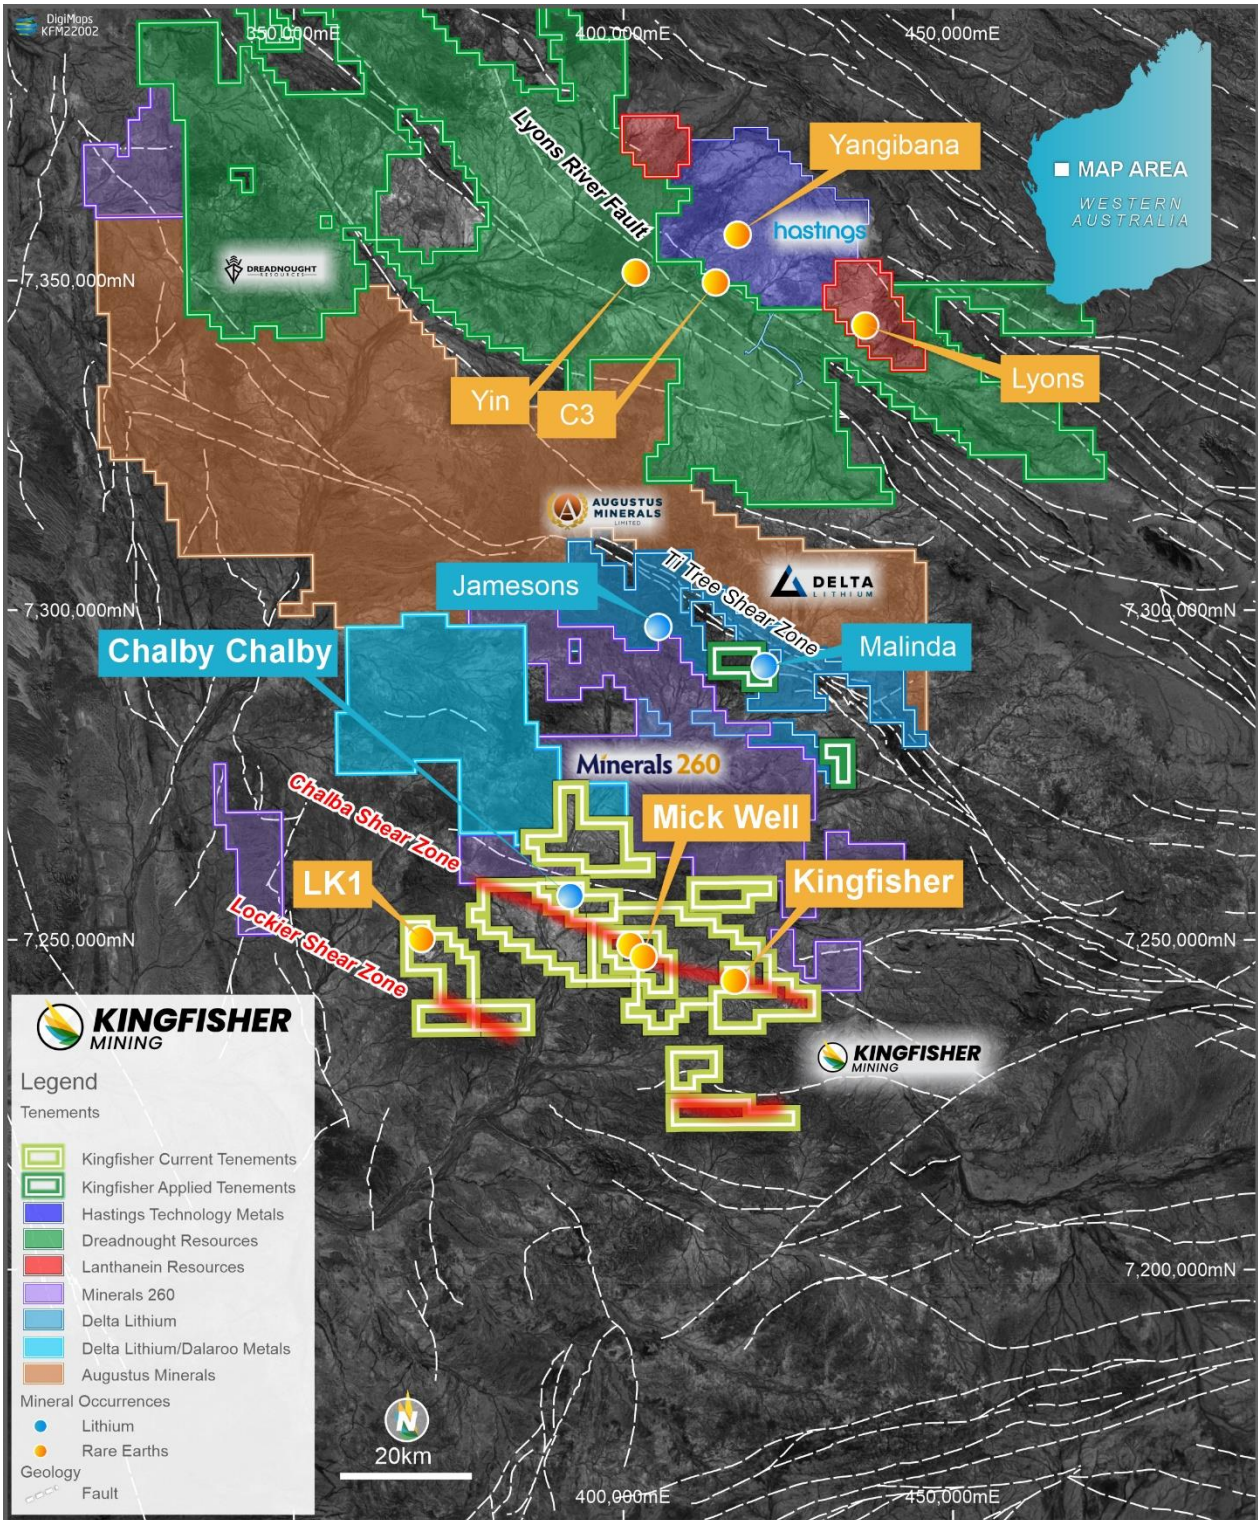 DigiMaps
KFM22002
350,000mE
400,000mE
450,000mE
Lyons River Fault
Yangibana
MAP AREA
WESTERN
AUSTRALIA
hastings
DREADNOUGHT
RESOURCES
7,350,000mN
7,350,000mN
Yin
C3
Lyons
AUGUSTUS
MINERALS
LIMITED
Ti Tree Shear Zone
DELTA
LITHIUM
Jamesons
7,300,000mN
7,300,000mN
Chalby Chalby
Malinda
Minerals 260
Chalba Shear Zone
Mick Well
LK1
Kingfisher
Lockier Shear Zone
7,250,000mN
7,250,000mN
KINGFISHER
MINING
KINGFISHER
MINING
Legend
Tenements
Kingfisher Current Tenements
Kingfisher Applied Tenements
Hastings Technology Metals
Dreadnought Resources
Lanthanein Resources
Minerals 260
Delta Lithium
Delta Lithium/Dalaroo Metals
Augustus Minerals
Mineral Occurrences
Lithium
Rare Earths
Geology
Fault
7,200,000mN
N
20km
400,000mE
450,000mE